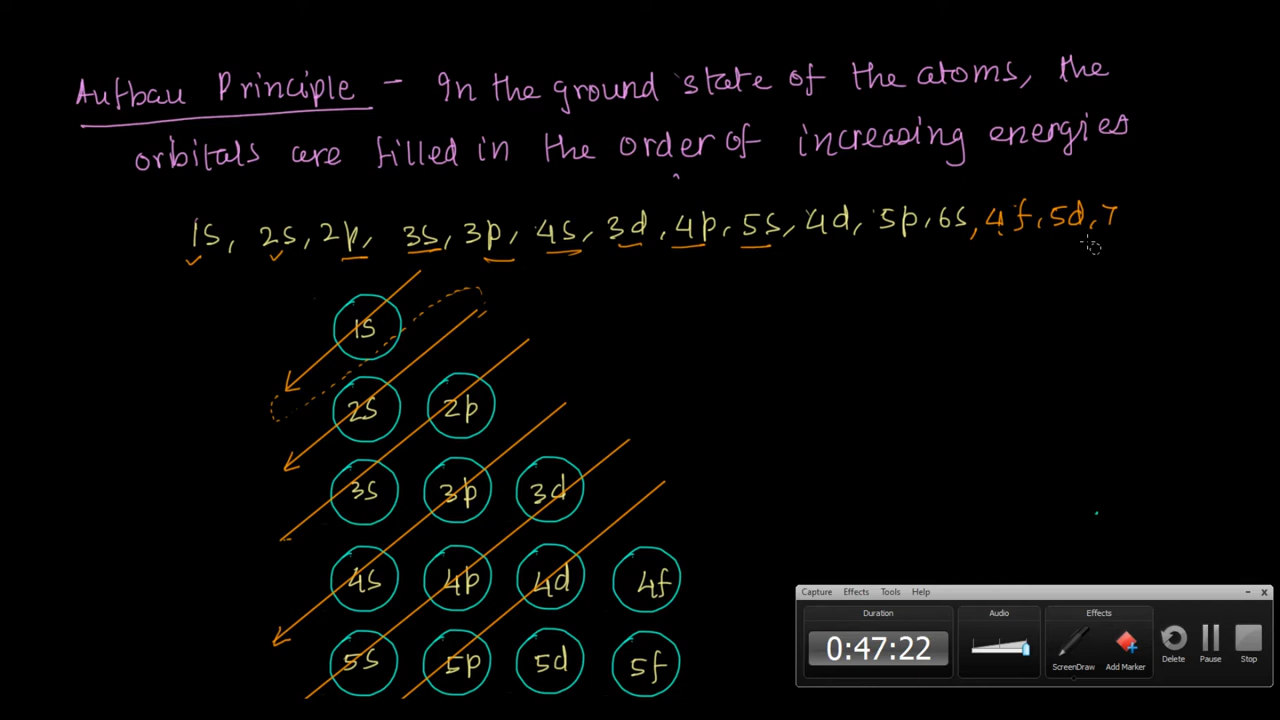 Aufbau Principle - In the ground state of the atoms, the
orbitals are filled in the order of increasing energies
1s, 2s, 2p, 3s, 3p, 4s, 3d, 4p, 5s, 4d, 5p, 6s, 4f, 5d, 7
1s
2s 2p
3s 3p 3d
4s 4p 4d 4f
5s 5p 5d 5f
Capture Effects Tools Help
Duration Audio Effects
0:47:22
ScreenDraw Add Marker Delete Pause Stop